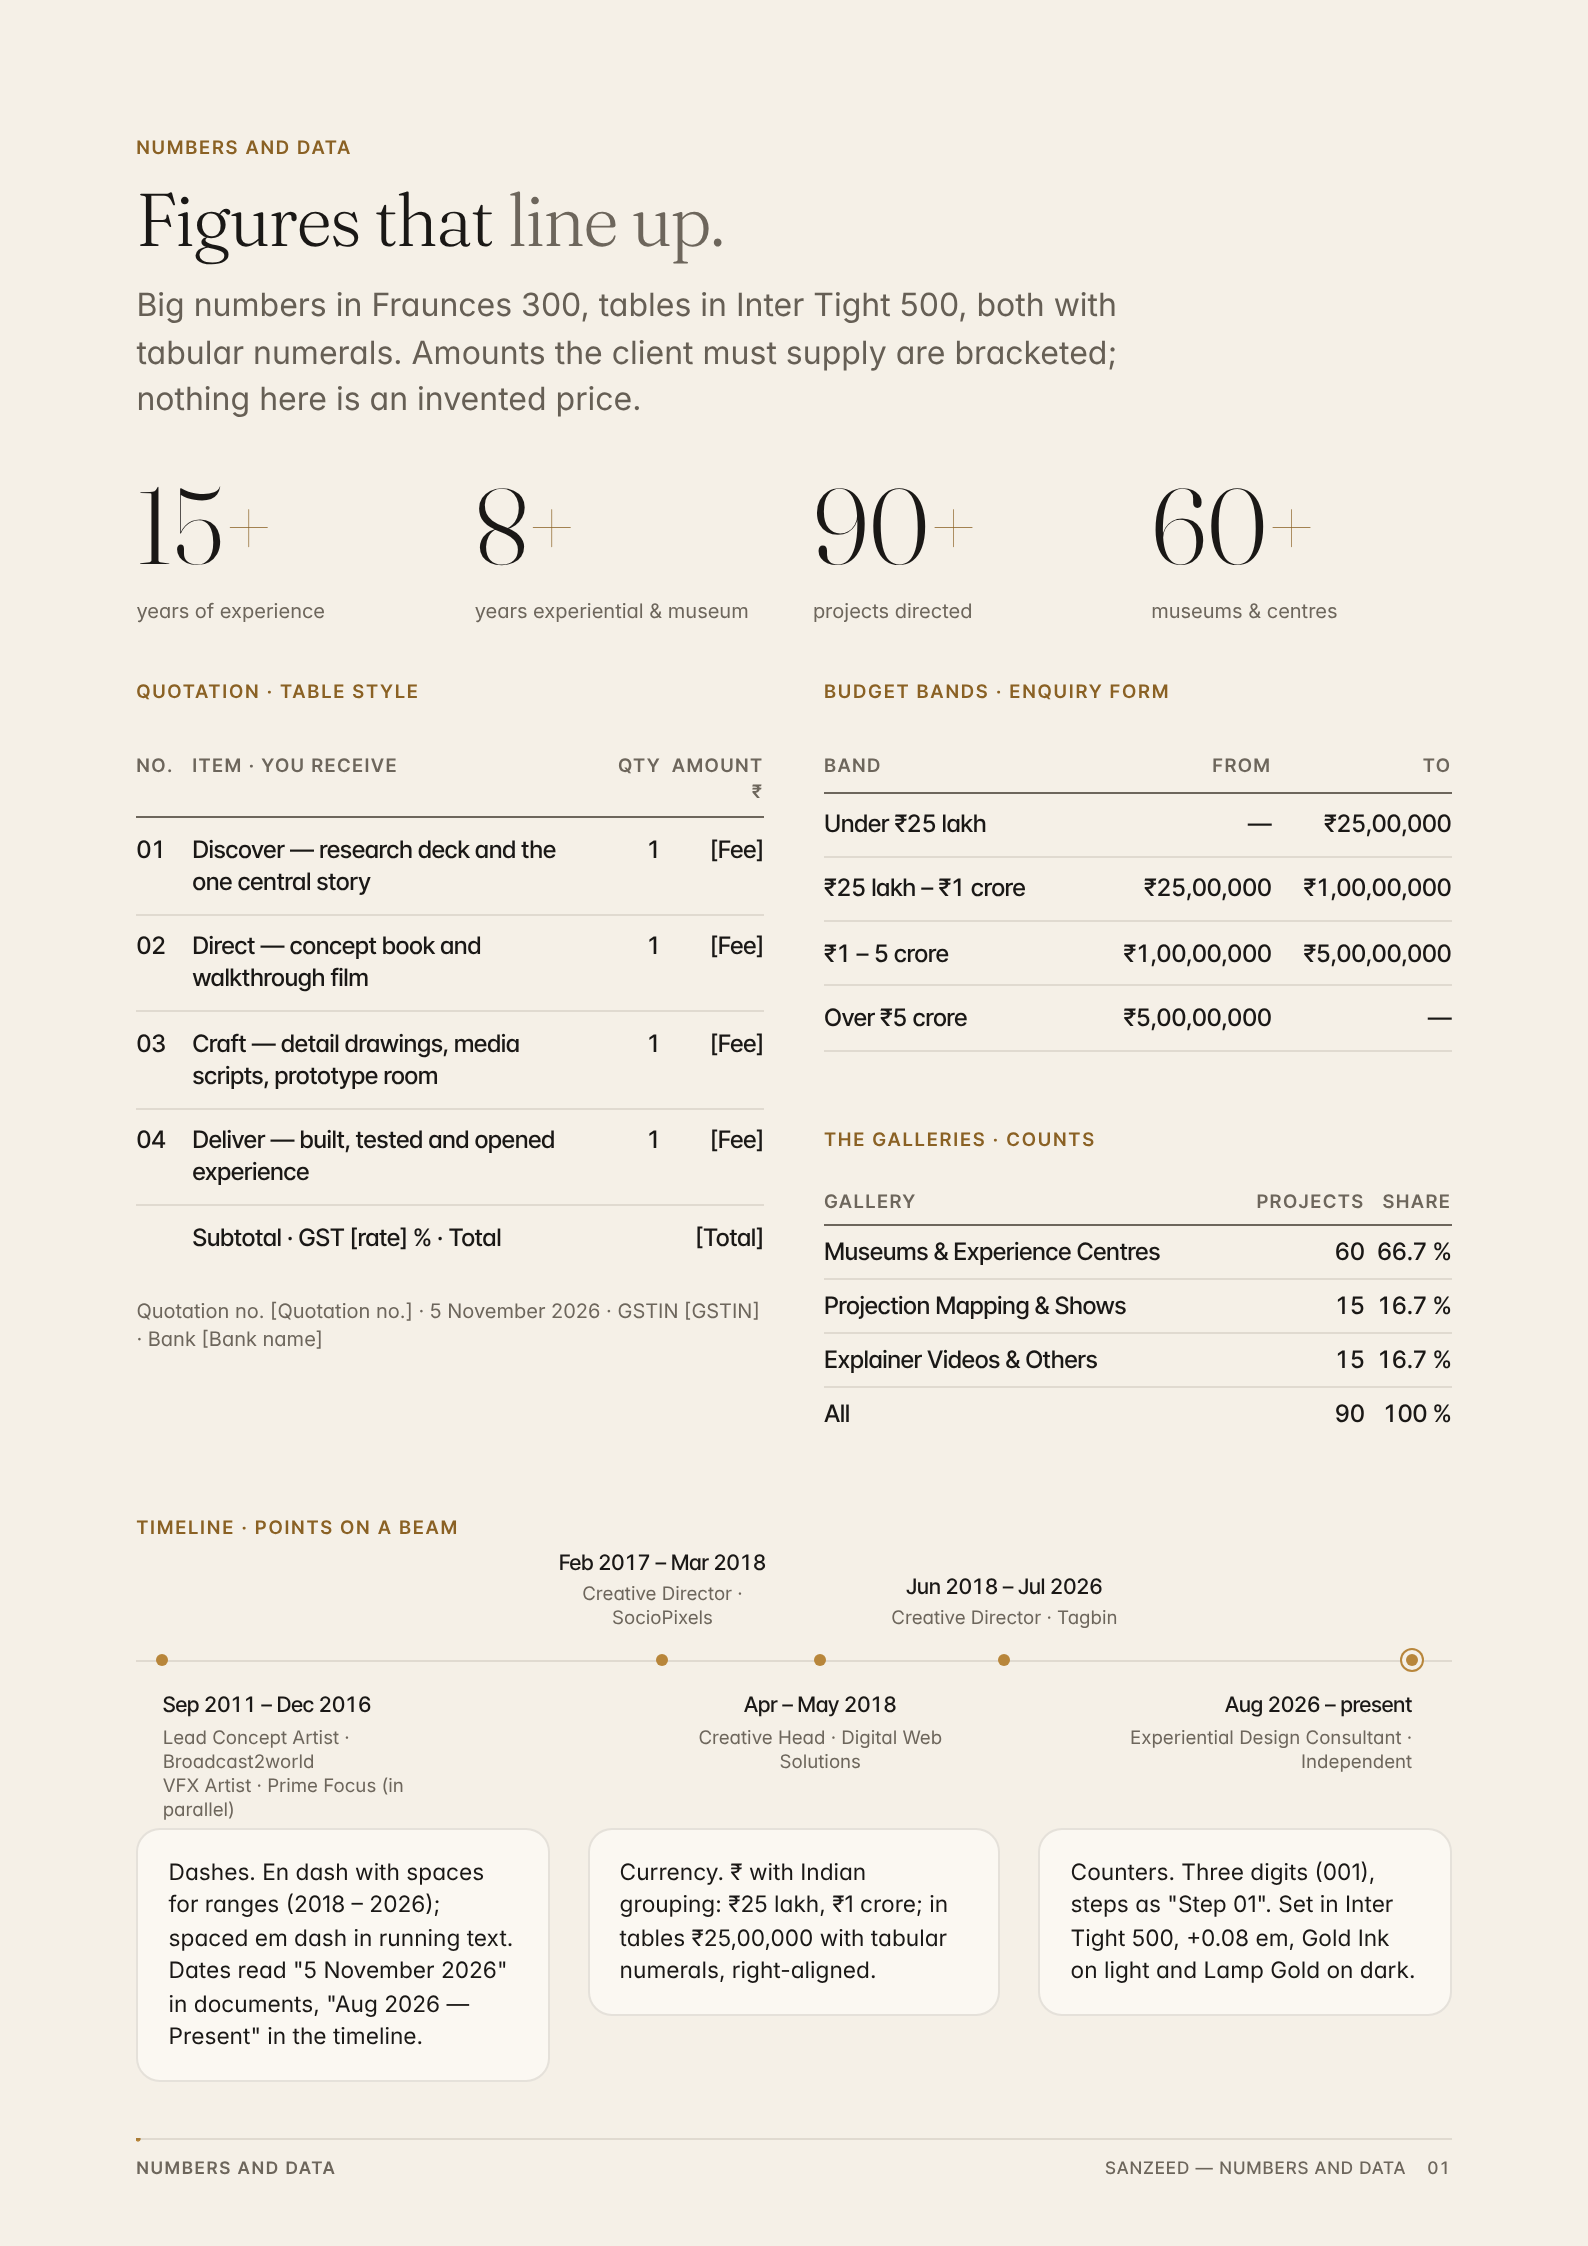 NUMBERS AND DATA
Figures that line up.
Big numbers in Fraunces 300, tables in Inter Tight 500, both with
tabular numerals. Amounts the client must supply are bracketed;
nothing here is an invented price.
15+
years of experience
8+
years experiential & museum
90+
projects directed
60+
museums & centres
QUOTATION · TABLE STYLE
NO. ITEM · YOU RECEIVE QTY AMOUNT
₹
01 Discover — research deck and the 1 [Fee]
one central story
02 Direct — concept book and 1 [Fee]
walkthrough film
03 Craft — detail drawings, media 1 [Fee]
scripts, prototype room
04 Deliver — built, tested and opened 1 [Fee]
experience
Subtotal · GST [rate] % · Total [Total]
Quotation no. [Quotation no.] · 5 November 2026 · GSTIN [GSTIN]
· Bank [Bank name]
BUDGET BANDS · ENQUIRY FORM
BAND FROM TO
Under ₹25 lakh — ₹25,00,000
₹25 lakh – ₹1 crore ₹25,00,000 ₹1,00,00,000
₹1 – 5 crore ₹1,00,00,000 ₹5,00,00,000
Over ₹5 crore ₹5,00,00,000 —
THE GALLERIES · COUNTS
GALLERY PROJECTS SHARE
Museums & Experience Centres 60 66.7 %
Projection Mapping & Shows 15 16.7 %
Explainer Videos & Others 15 16.7 %
All 90 100 %
TIMELINE · POINTS ON A BEAM
Feb 2017 – Mar 2018
Creative Director ·
SocioPixels
Jun 2018 – Jul 2026
Creative Director · Tagbin
Sep 2011 – Dec 2016
Lead Concept Artist ·
Broadcast2world
VFX Artist · Prime Focus (in
parallel)
Apr – May 2018
Creative Head · Digital Web
Solutions
Aug 2026 – present
Experiential Design Consultant ·
Independent
Dashes. En dash with spaces
for ranges (2018 – 2026);
spaced em dash in running text.
Dates read "5 November 2026"
in documents, "Aug 2026 —
Present" in the timeline.
Currency. ₹ with Indian
grouping: ₹25 lakh, ₹1 crore; in
tables ₹25,00,000 with tabular
numerals, right-aligned.
Counters. Three digits (001),
steps as "Step 01". Set in Inter
Tight 500, +0.08 em, Gold Ink
on light and Lamp Gold on dark.
NUMBERS AND DATA
SANZEED — NUMBERS AND DATA 01